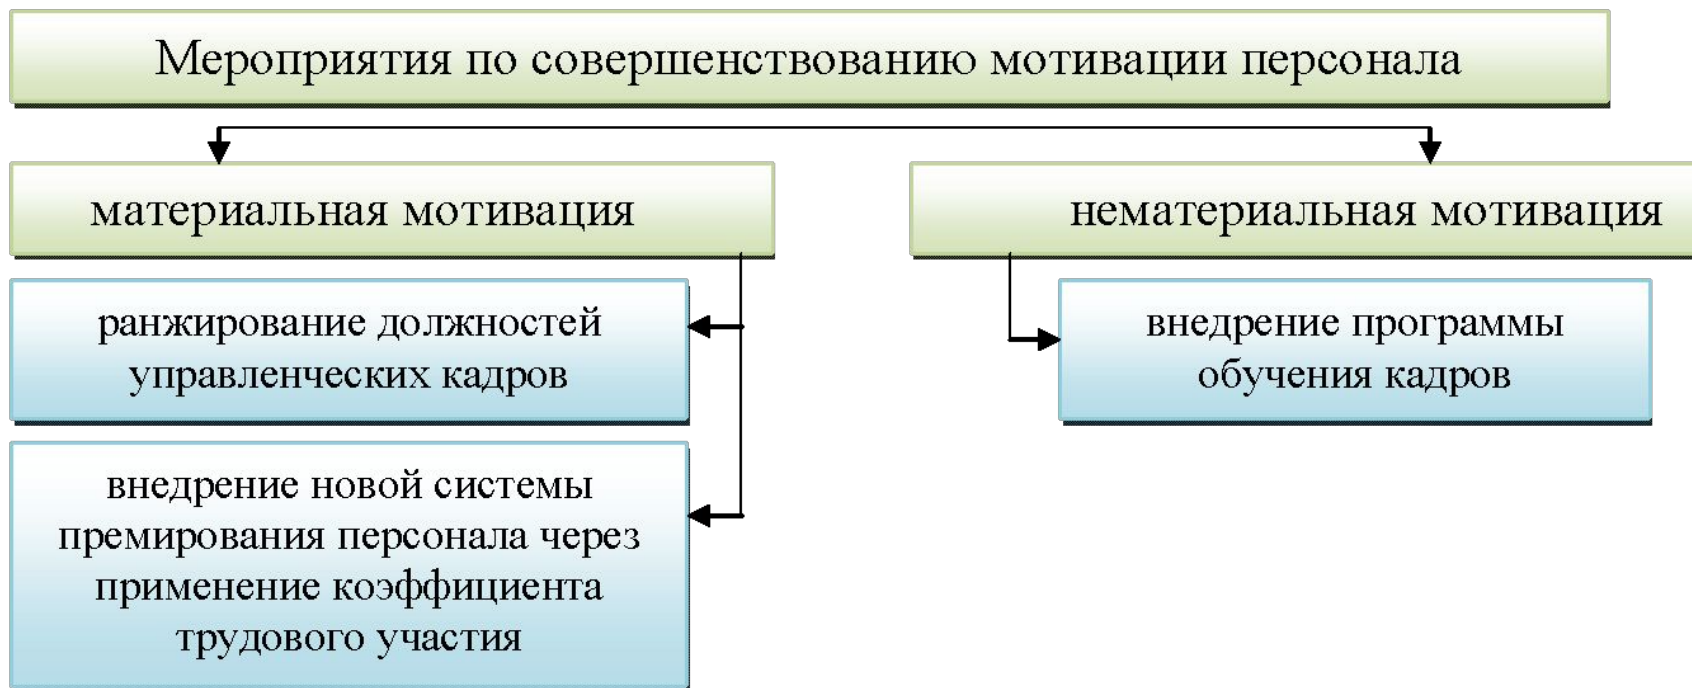 Мероприятия по совершенствованию мотивации персонала
материальная мотивация
нематериальная мотивация
ранжирование должностей
управленческих кадров
внедрение программы
обучения кадров
внедрение новой системы
премирования персонала через
применение коэффициента
трудового участия